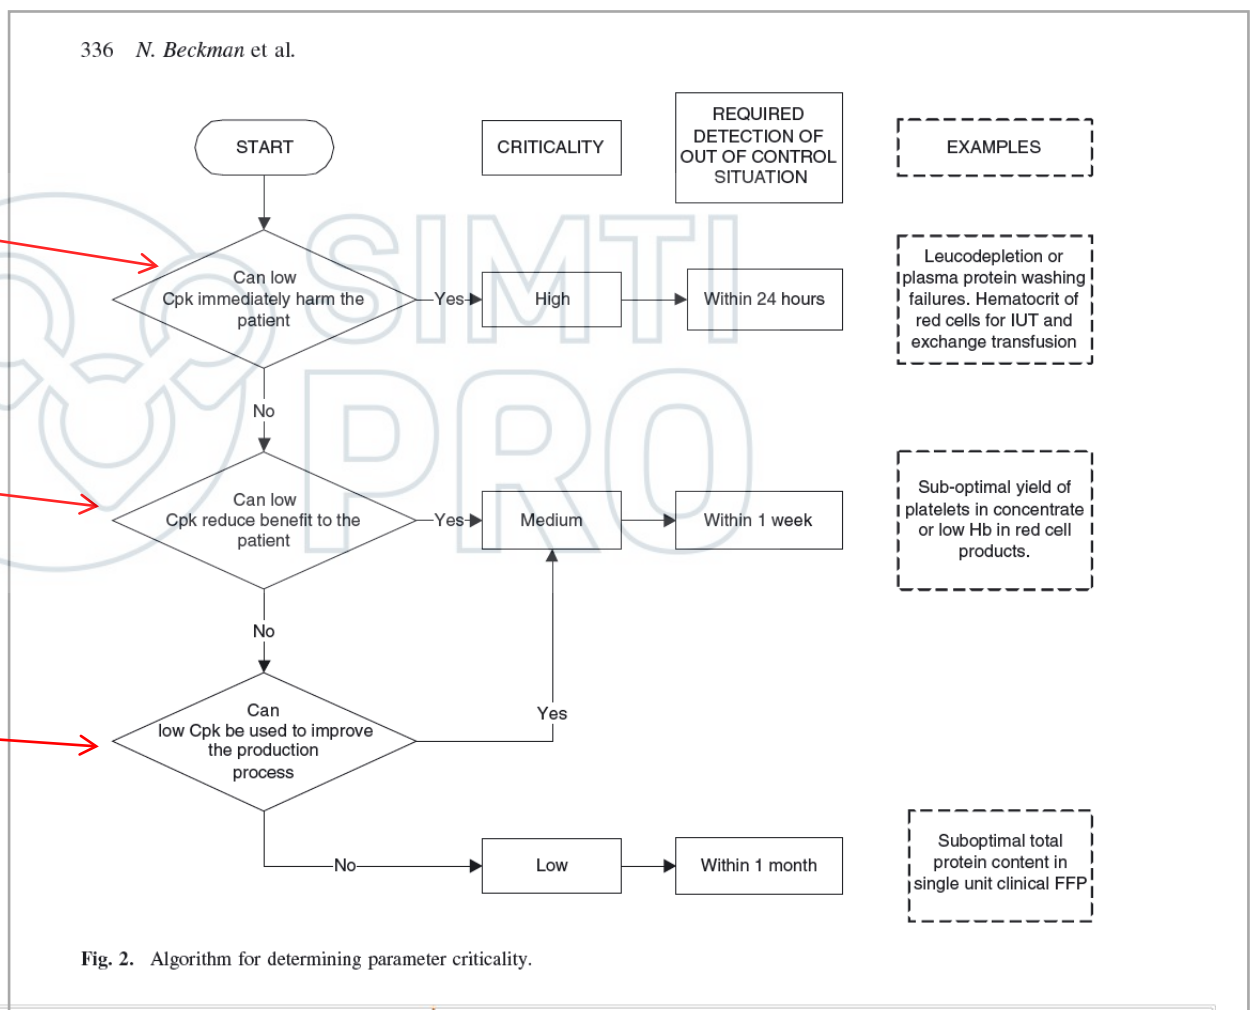 336 N. Beckman et al.
START
CRITICALITY
REQUIRED
DETECTION OF
OUT OF CONTROL
SITUATION
EXAMPLES
SIMTI
PRO
Can low
Cpk immediately harm the
patient
Yes
High
Within 24 hours
Leucodepletion or
plasma protein washing
failures. Hematocrit of
red cells for IUT and
exchange transfusion
No
Can low
Cpk reduce benefit to the
patient
Yes
Medium
Within 1 week
Sub-optimal yield of
platelets in concentrate
or low Hb in red cell
products.
No
Can
low Cpk be used to improve
the production
process
Yes
No
Low
Within 1 month
Suboptimal total
protein content in
single unit clinical FFP
Fig. 2. Algorithm for determining parameter criticality.